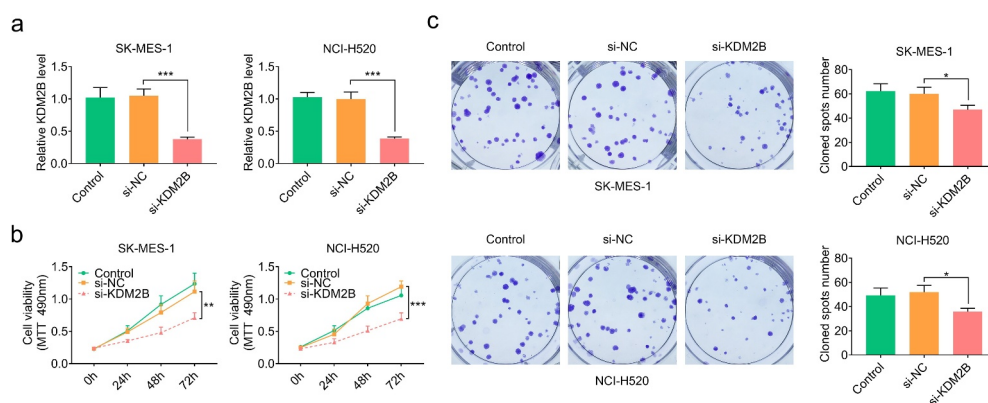 a
SK-MES-1
Relative KDM2B level
1.5
1.0
0.5
0.0
***
Control
si-NC
si-KDM2B
NCI-H520
Relative KDM2B level
1.5
1.0
0.5
0.0
***
Control
si-NC
si-KDM2B
b
SK-MES-1
Cell viability
(MTT 490nm)
1.5
1.0
0.5
0.0
Control
si-NC
si-KDM2B
**
0h
24h
48h
72h
NCI-H520
Cell viability
(MTT 490nm)
1.5
1.0
0.5
0.0
Control
si-NC
si-KDM2B
***
0h
24h
48h
72h
c
Control
si-NC
si-KDM2B
SK-MES-1
SK-MES-1
Cloned spots number
80
60
40
20
0
*
Control
si-NC
si-KDM2B
Control
si-NC
si-KDM2B
NCI-H520
NCI-H520
Cloned spots number
80
60
40
20
0
*
Control
si-NC
si-KDM2B